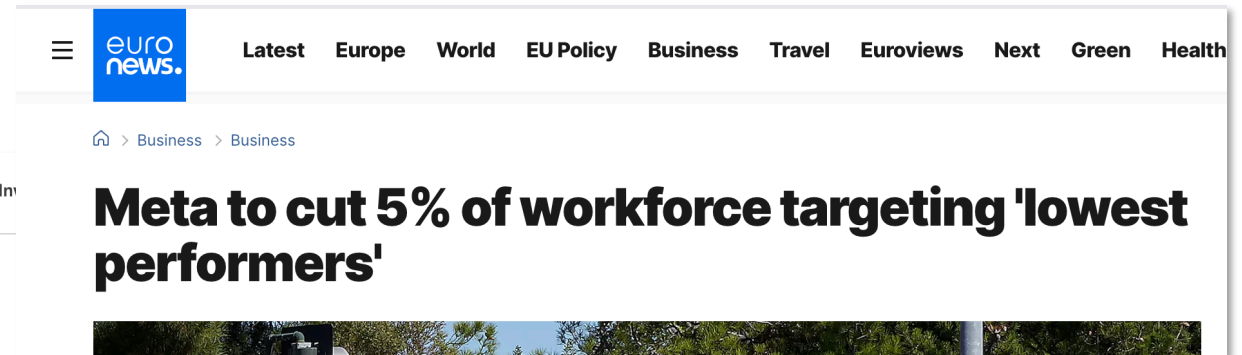 euro
news.
Latest Europe World EU Policy Business Travel Euroviews Next Green Health
> Business > Business
Meta to cut 5% of workforce targeting 'lowest
performers'